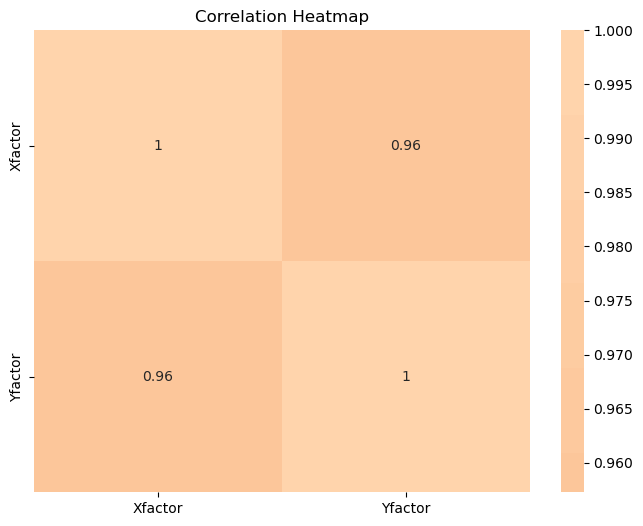 Correlation Heatmap
Xfactor
Yfactor
1
0.96
0.96
1
Xfactor
Yfactor
1.000
0.995
0.990
0.985
0.980
0.975
0.970
0.965
0.960